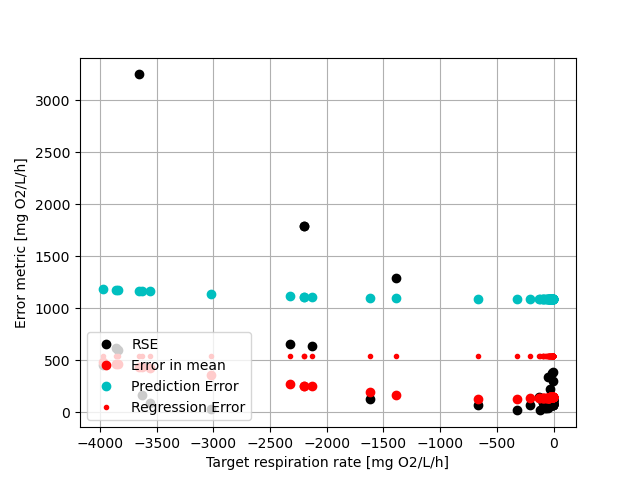 3000
2500
2000
1500
1000
500
0
Error metric [mg O2/L/h]
RSE
Error in mean
Prediction Error
Regression Error
−4000 −3500 −3000 −2500 −2000 −1500 −1000 −500 0
Target respiration rate [mg O2/L/h]